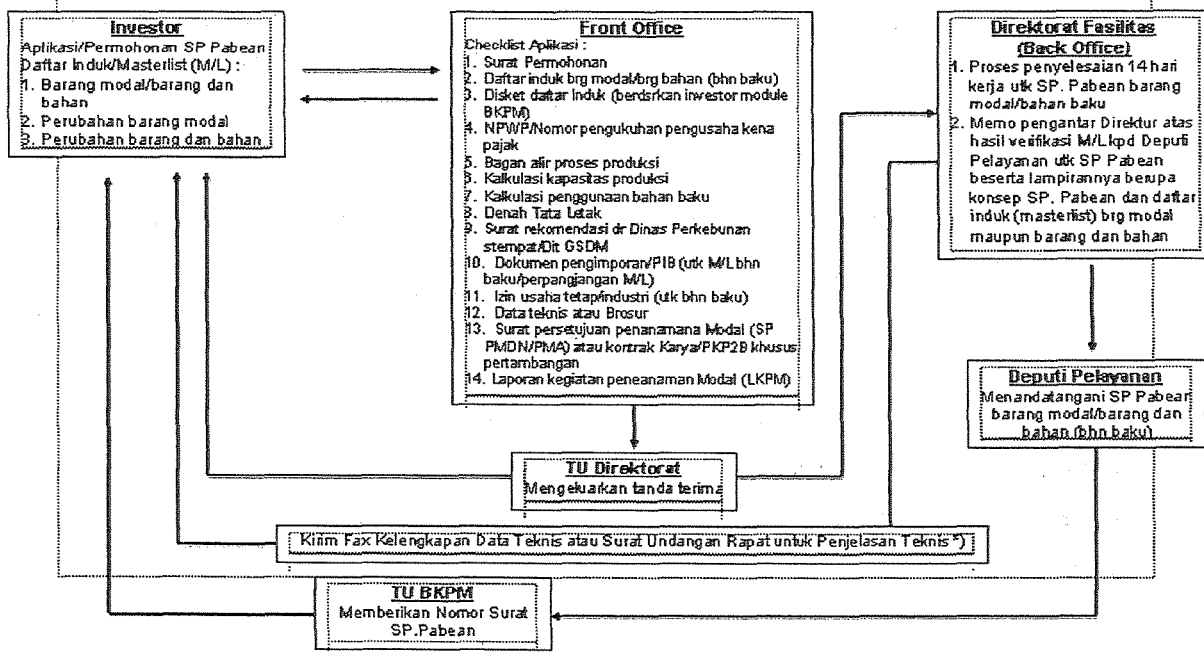 Investor
Aplikasi/Permohonan SP Pabean
Daftar Induk/Masterlist (M/L) :
1. Barang modal/barang dan
bahan
2. Perubahan barang modal
3. Perubahan barang dan bahan
Front Office
Checklist Aplikasi :
1. Surat Permohonan
2. Daftar induk brg modal/brg bahan (bhn baku)
3. Disket daftar Induk (berdsrkan investor module
BKPM)
4. NPWP/Nomor pengukuhan pengusaha kena
pajak
5. Bagan alir proses produksi
6. Kalkulasi kapasitas produksi
7. Kalkulasi penggunaan bahan baku
8. Denah Tata Letak
9. Surat rekomendasi dr Dinas Perkebunan
stempat/Dit GSDM
10. Dokumen pengimporan/PIB (utk M/L bhn
baku/perpangjangan M/L)
11. Izin usaha tetap/industri (utk bhn baku)
12. Data teknis atau Brosur
13. Surat persetujuan penanamana Modal (SP
PMDN/PMA) atau kontrak Karya/PKP2B khusus
pertambangan
14. Laporan kegiatan peneanaman Modal (LKPM)
Direktorat Fasilitas
(Back Office)
1. Proses penyelesaian 14 hari
kerja utk SP. Pabean barang
modal/bahan baku
2. Memo pengantar Direktur atas
hasil verifikasi M/L kpd Deputi
Pelayanan utk SP Pabean
beserta lampirannya berupa
konsep SP. Pabean dan daftar
induk (masterlist) brg modal
maupun barang dan bahan
Deputi Pelayanan
Menandatangani SP Pabean
barang modal/barang dan
bahan (bhn baku)
TU Direktorat
Mengeluarkan tanda terima
Kirim Fax Kelengkapan Data Teknis atau Surat Undangan Rapat untuk Penjelasan Teknis *)
TU BKPM
Memberikan Nomor Surat
SP.Pabean